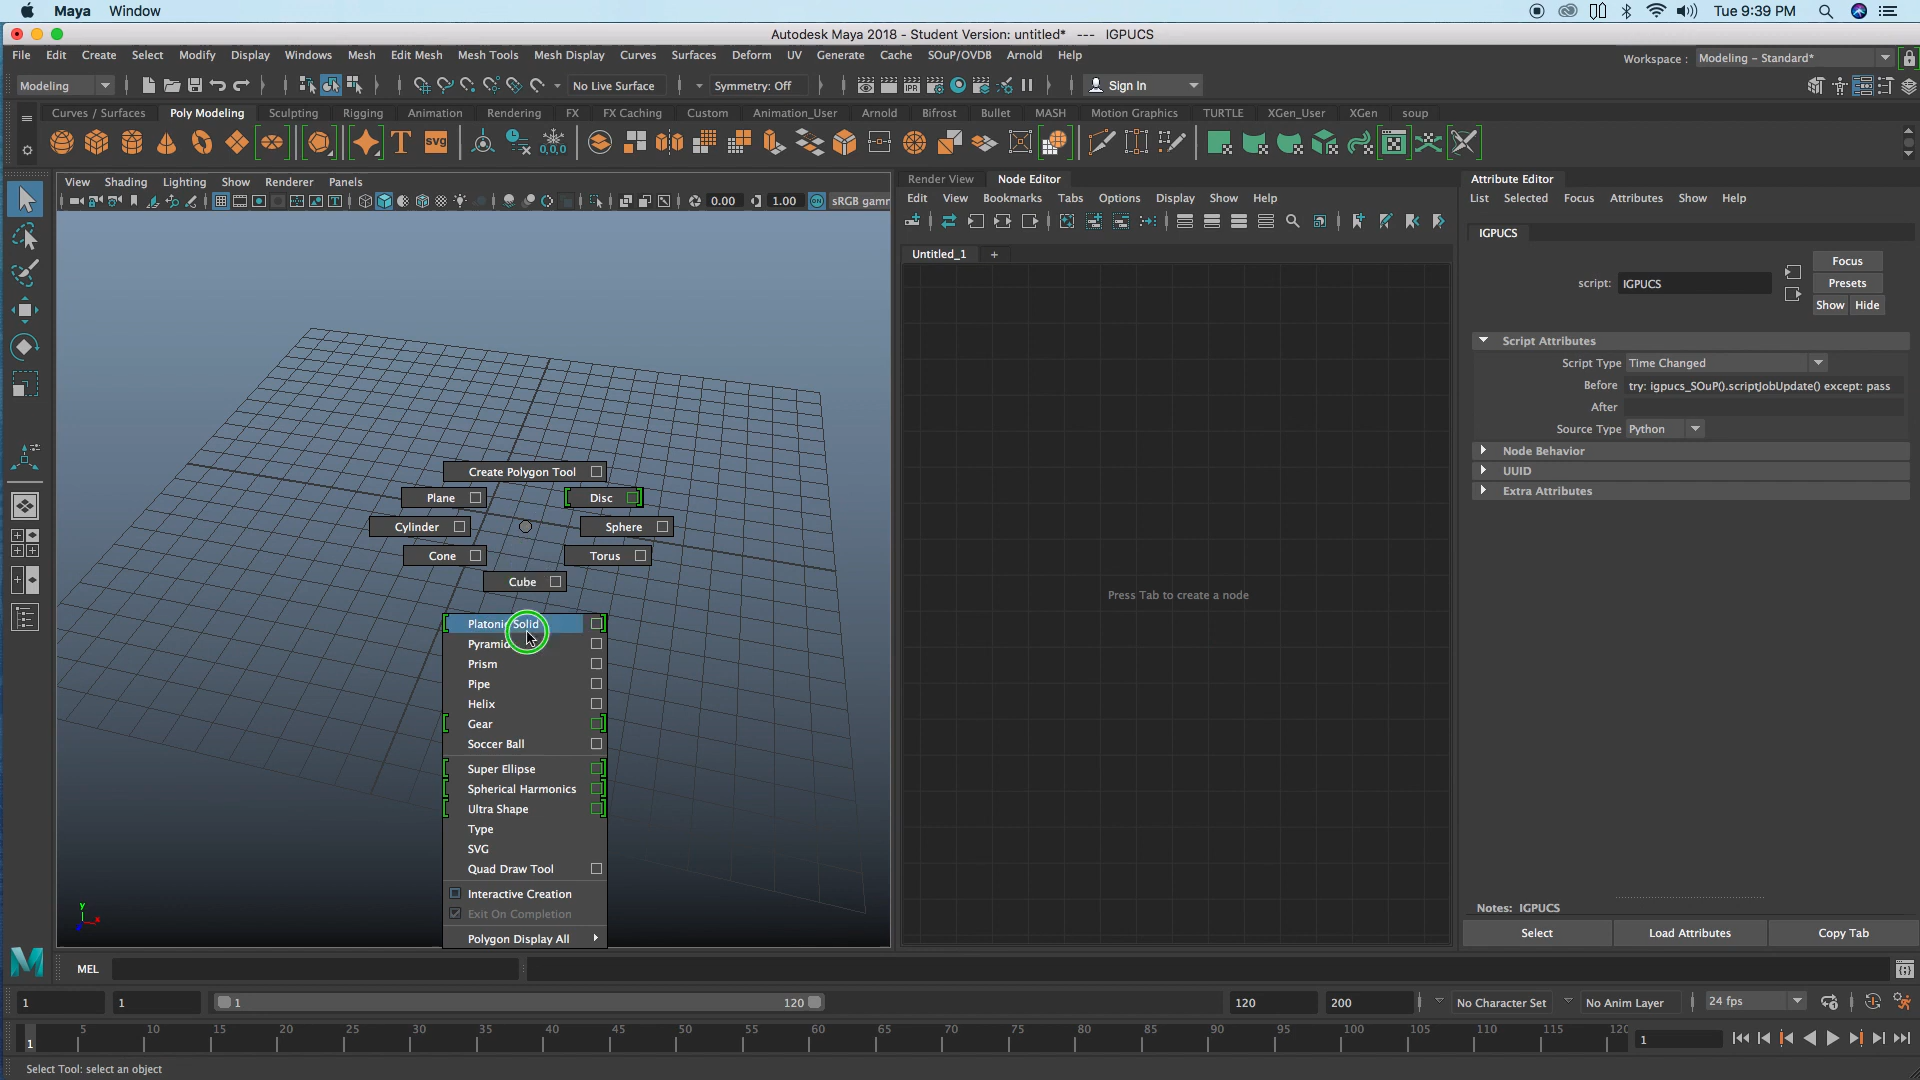 Maya Window Tue 9:39 PM
Autodesk Maya 2018 - Student Version: untitled* --- IGPUCS
File Edit Create Select Modify Display Windows Mesh Edit Mesh Mesh Tools Mesh Display Curves Surfaces Deform UV Generate Cache SOuP/OVDB Arnold Help Workspace : Modeling - Standard*
Modeling No Live Surface Symmetry: Off IPR Sign In
Curves / Surfaces Poly Modeling Sculpting Rigging Animation Rendering FX FX Caching Custom Animation_User Arnold Bifrost Bullet MASH Motion Graphics TURTLE XGen_User XGen soup
T SVG 0,0,0
View Shading Lighting Show Renderer Panels
0.00 1.00 sRGB gamm
Render View Node Editor
Edit View Bookmarks Tabs Options Display Show Help
Untitled_1 +
Press Tab to create a node
Attribute Editor
List Selected Focus Attributes Show Help
IGPUCS
Focus
script: IGPUCS
Presets
Show Hide
Script Attributes
Script Type Time Changed
Before try: igpucs_SOuP().scriptJobUpdate() except: pass
After
Source Type Python
Node Behavior
UUID
Extra Attributes
Notes: IGPUCS
Select Load Attributes Copy Tab
Create Polygon Tool
Plane Disc
Cylinder Sphere
Cone Torus
Cube
Platonic Solid
Pyramid
Prism
Pipe
Helix
Gear
Soccer Ball
Super Ellipse
Spherical Harmonics
Ultra Shape
Type
SVG
Quad Draw Tool
Interactive Creation
Exit On Completion
Polygon Display All
y
x
MEL
1 1 1 120 120 200 No Character Set No Anim Layer 24 fps
5 10 15 20 25 30 35 40 45 50 55 60 65 70 75 80 85 90 95 100 105 110 115 120
1 1
Select Tool: select an object